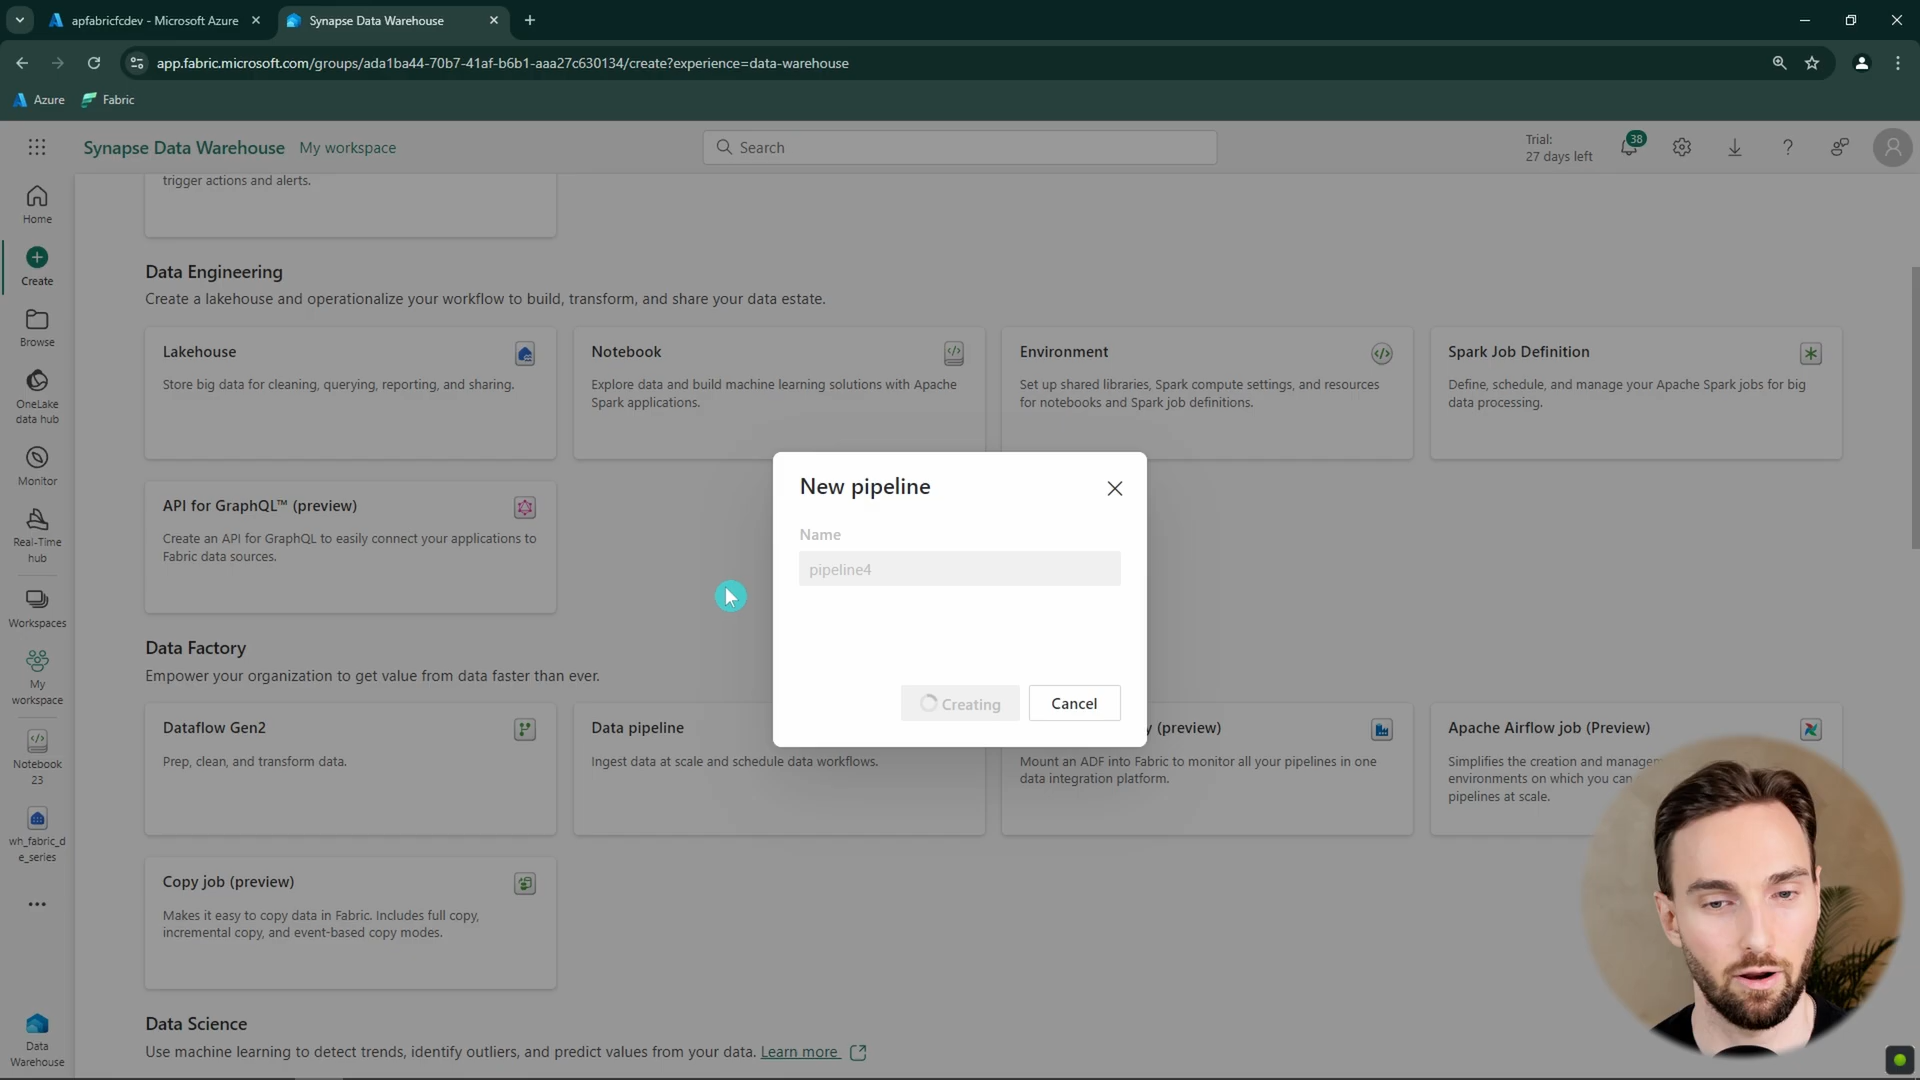 apfabricfcdev - Microsoft Azure
Synapse Data Warehouse
app.fabric.microsoft.com/groups/ada1ba44-70b7-41af-b6b1-aaa27c630134/create?experience=data-warehouse
Azure
Fabric
Synapse Data Warehouse
My workspace
Search
Trial:
27 days left
38
trigger actions and alerts.
Home
Create
Browse
OneLake
data hub
Monitor
Real-Time
hub
Workspaces
My
workspace
Notebook
23
wh_fabric_d
e_series
Data
Warehouse
Data Engineering
Create a lakehouse and operationalize your workflow to build, transform, and share your data estate.
Lakehouse
Store big data for cleaning, querying, reporting, and sharing.
Notebook
Explore data and build machine learning solutions with Apache
Spark applications.
Environment
Set up shared libraries, Spark compute settings, and resources
for notebooks and Spark job definitions.
Spark Job Definition
Define, schedule, and manage your Apache Spark jobs for big
data processing.
API for GraphQL™ (preview)
Create an API for GraphQL to easily connect your applications to
Fabric data sources.
New pipeline
Name
pipeline4
Creating
Cancel
Data Factory
Empower your organization to get value from data faster than ever.
Dataflow Gen2
Prep, clean, and transform data.
Data pipeline
Ingest data at scale and schedule data workflows.
y (preview)
Mount an ADF into Fabric to monitor all your pipelines in one
data integration platform.
Apache Airflow job (Preview)
Simplifies the creation and
environments on which you can
pipelines at scale.
Copy job (preview)
Makes it easy to copy data in Fabric. Includes full copy,
incremental copy, and event-based copy modes.
Data Science
Use machine learning to detect trends, identify outliers, and predict values from your data. Learn more